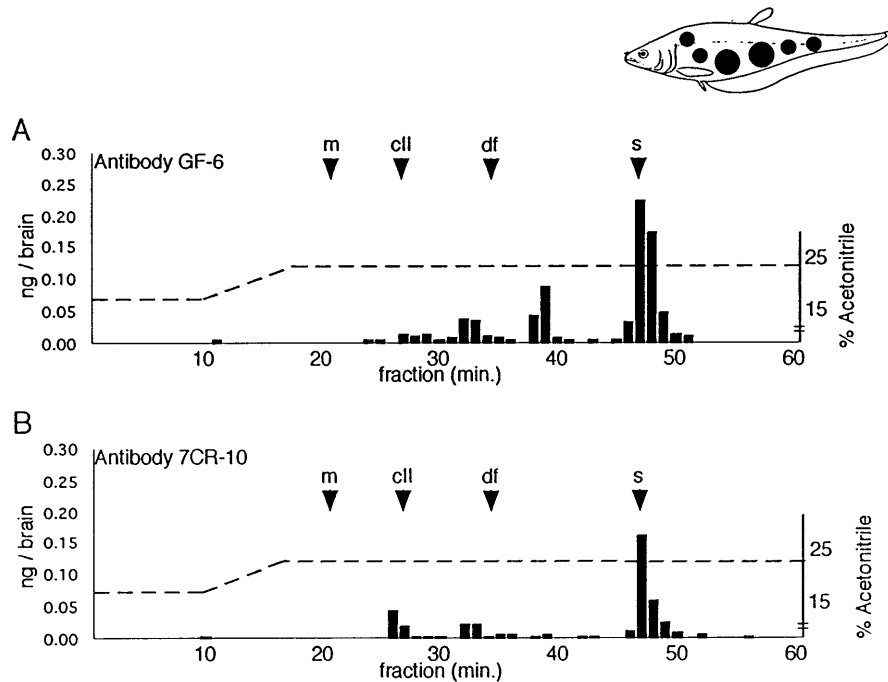 A
Antibody GF-6
m cII df s
0.30
0.25
0.20
0.15
0.10
0.05
0.00
ng / brain
25
15
% Acetonitrile
10 20 30 40 50 60
fraction (min.)
B
Antibody 7CR-10
m cII df s
0.30
0.25
0.20
0.15
0.10
0.05
0.00
ng / brain
25
15
% Acetonitrile
10 20 30 40 50 60
fraction (min.)